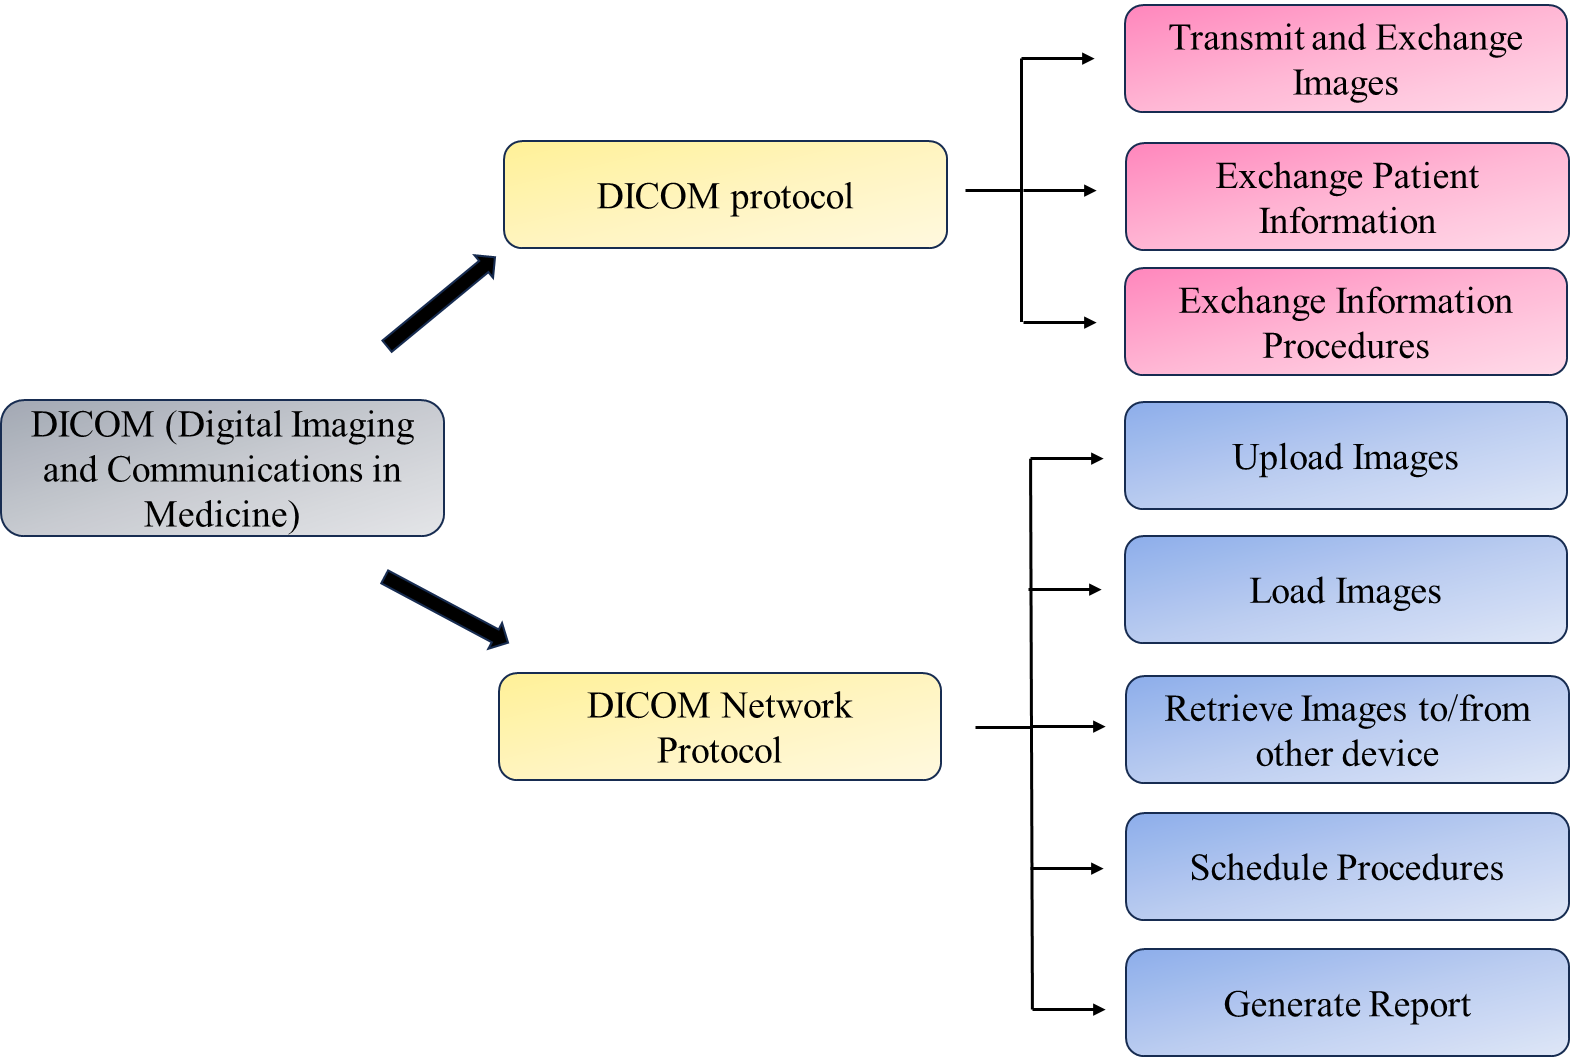 DICOM (Digital Imaging
and Communications in
Medicine)
DICOM protocol
Transmit and Exchange
Images
Exchange Patient
Information
Exchange Information
Procedures
DICOM Network
Protocol
Upload Images
Load Images
Retrieve Images to/from
other device
Schedule Procedures
Generate Report